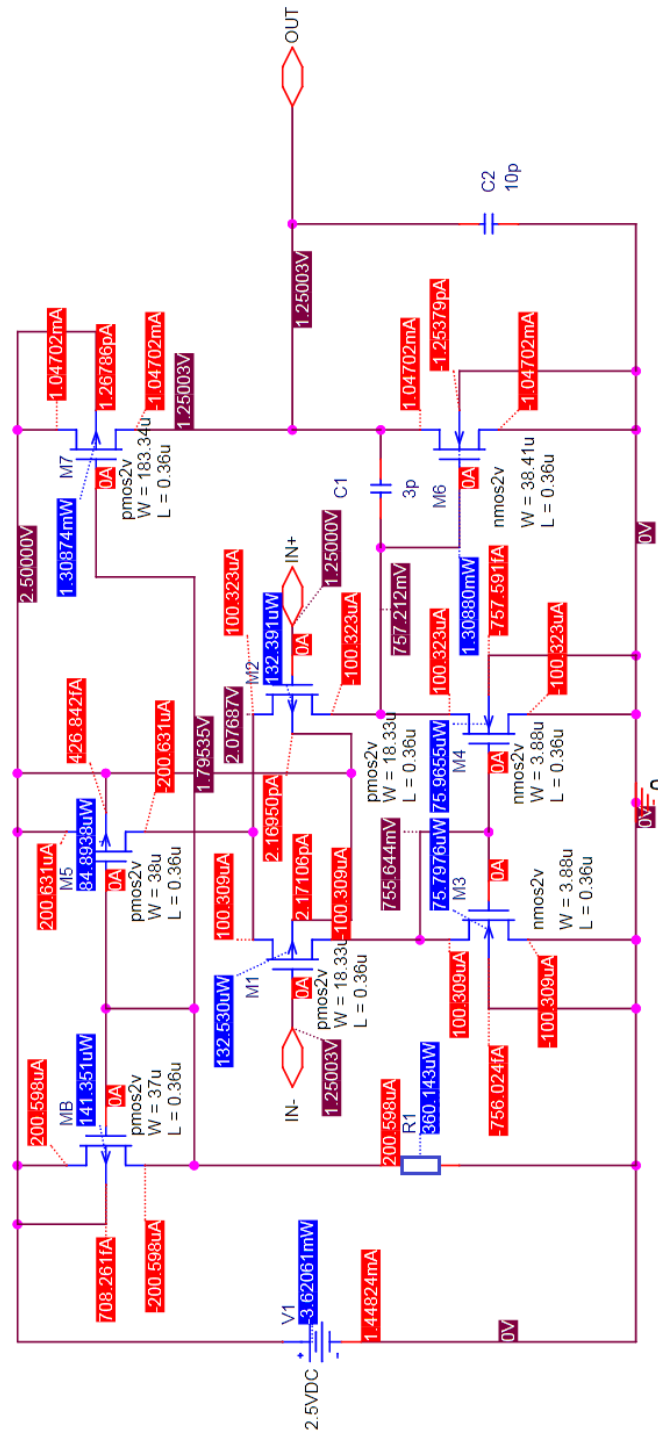 2.50000V
200.598uA
MB
141.351uW
0A
pmos2v
W = 37u
L = 0.36u
708.261fA
-200.598uA
200.631uA
M5
84.8938uW
0A
pmos2v
W = 38u
L = 0.36u
426.842fA
-200.631uA
1.79535V
1.04702mA
1.26786pA
-1.04702mA
M7
1.30874mW
0A
pmos2v
W = 183.34u
L = 0.36u
1.25003V
OUT
V1
2.5VDC
+
-
3.62061mW
1.44824mA
0V
100.309uA
M1
132.530uW
0A
IN-
1.25003V
2.17106pA
-100.309uA
pmos2v
W = 18.33u
L = 0.36u
100.323uA
2.07687V
M2
132.391uW
0A
IN+
1.25000V
2.16950pA
-100.323uA
pmos2v
W = 18.33u
L = 0.36u
1.25003V
C1
3p
757.212mV
755.644mV
C2
10p
200.598uA
R1
360.143uW
100.309uA
M3
75.7976uW
0A
nmos2v
W = 3.88u
L = 0.36u
-756.024fA
-100.309uA
100.323uA
M4
75.9655uW
0A
nmos2v
W = 3.88u
L = 0.36u
-757.591fA
-100.323uA
1.04702mA
M6
1.30880mW
0A
nmos2v
W = 38.41u
L = 0.36u
-1.25379pA
-1.04702mA
0V
0V
0